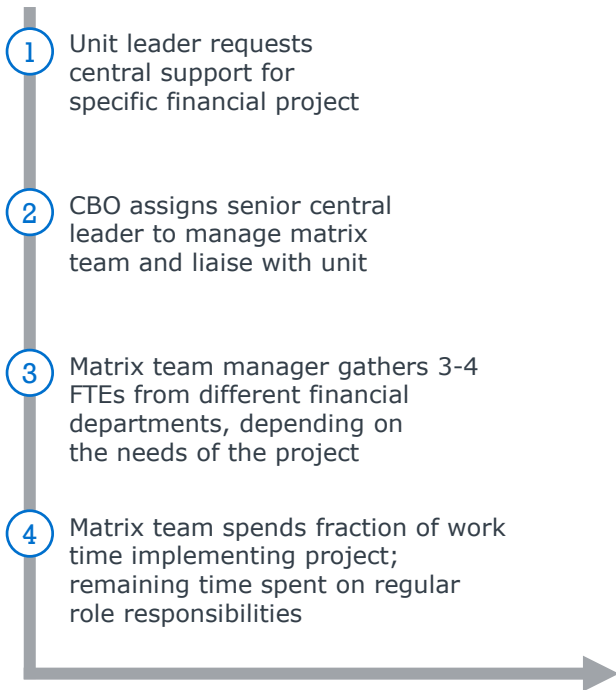 1
Unit leader requests
central support for
specific financial project
2
CBO assigns senior central
leader to manage matrix
team and liaise with unit
3
Matrix team manager gathers 3-4
FTEs from different financial
departments, depending on
the needs of the project
4
Matrix team spends fraction of work
time implementing project;
remaining time spent on regular
role responsibilities